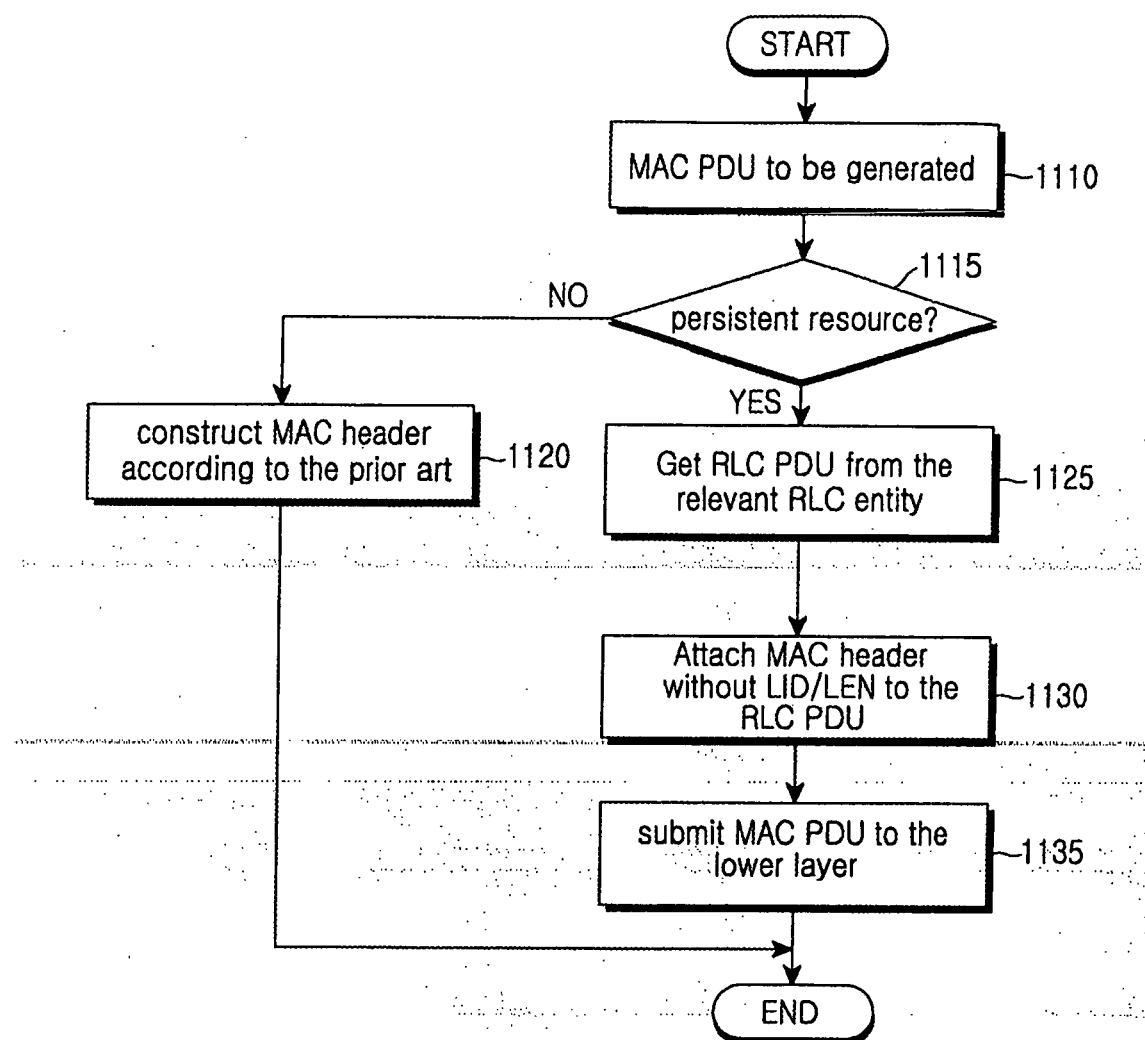 START
MAC PDU to be generated
1110
1115
persistent resource?
NO
YES
construct MAC header
according to the prior art
1120
Get RLC PDU from the
relevant RLC entity
1125
Attach MAC header
without LID/LEN to the
RLC PDU
1130
submit MAC PDU to the
lower layer
1135
END